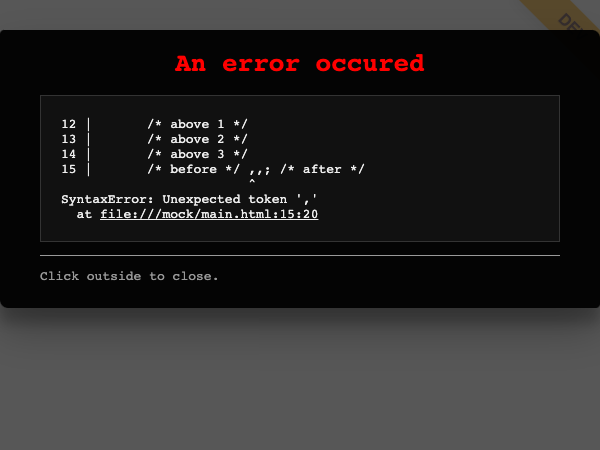 DE
An error occured
12 |       /* above 1 */
13 |       /* above 2 */
14 |       /* above 3 */
15 |       /* before */ ,,; /* after */
^
SyntaxError: Unexpected token ','
  at file:///mock/main.html:15:20
Click outside to close.